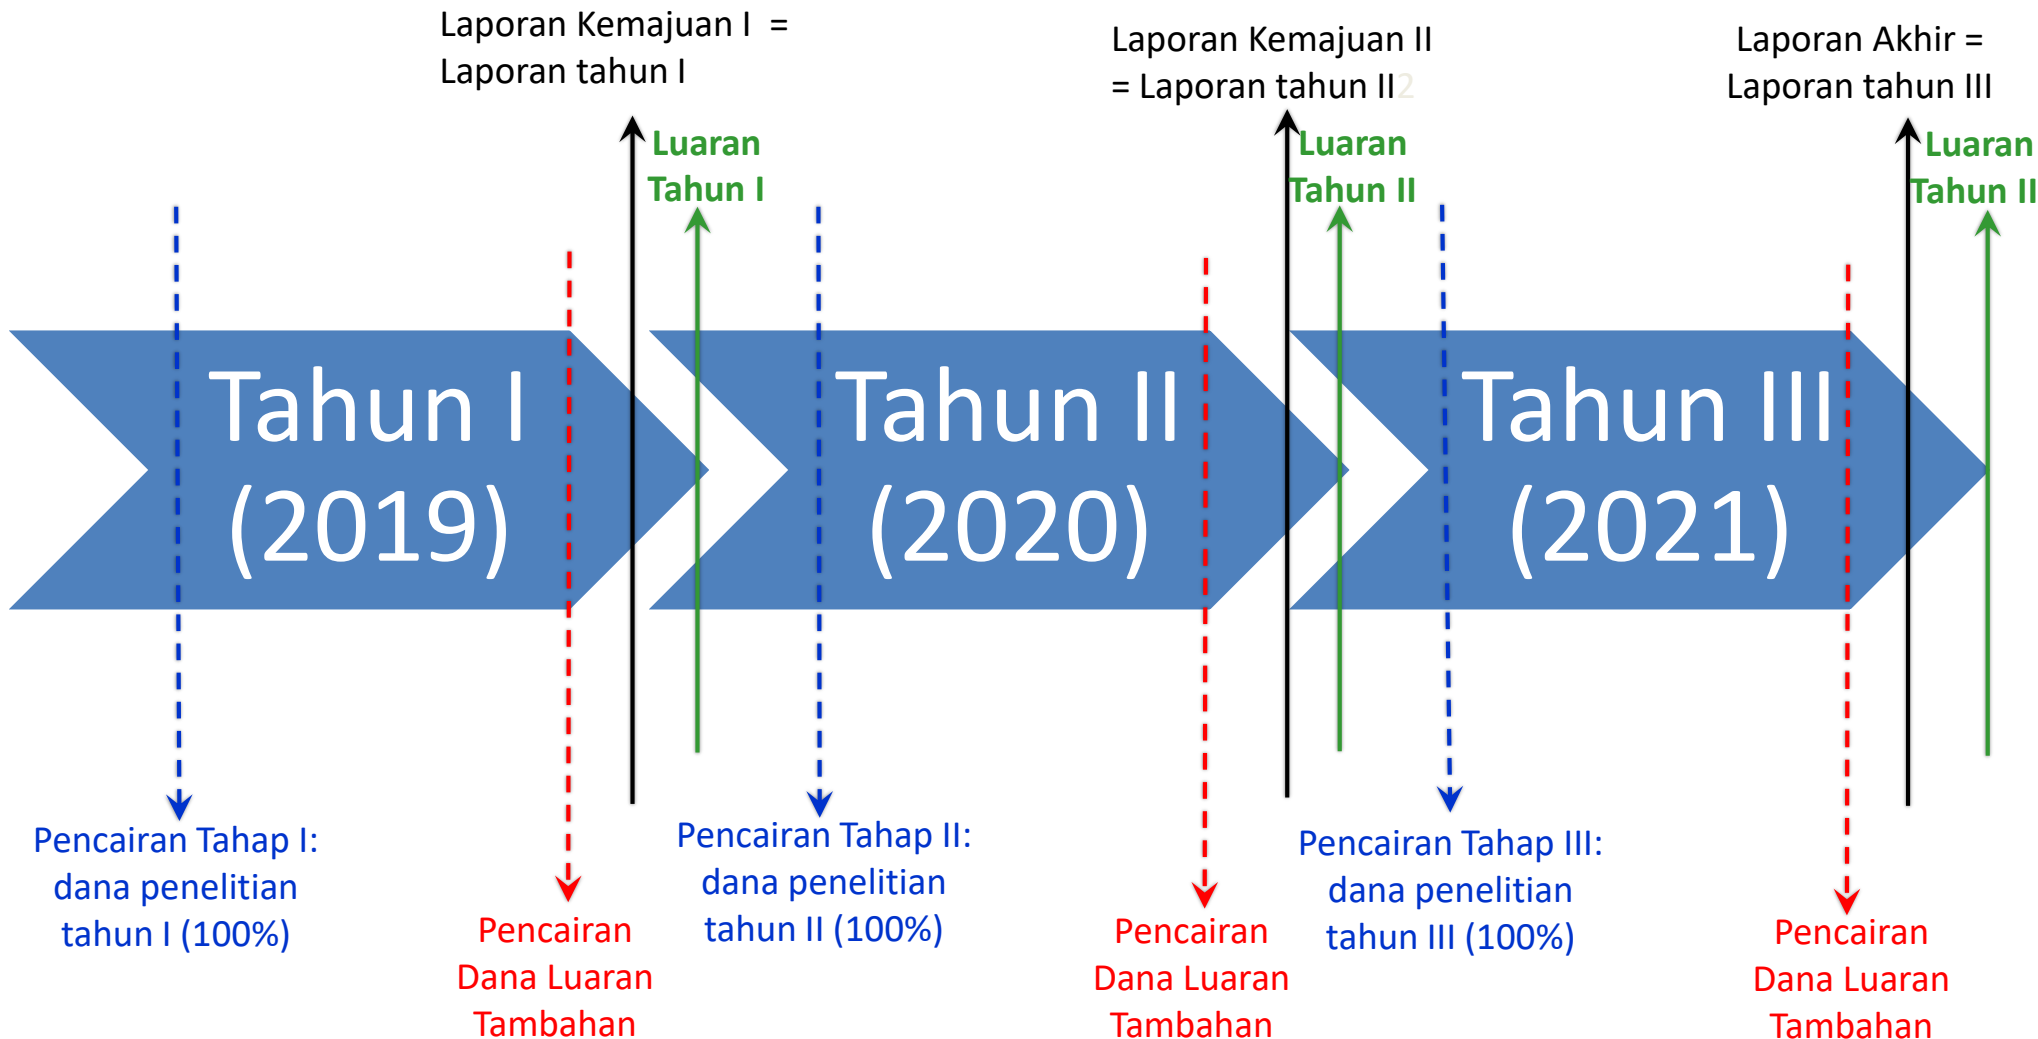 Laporan Kemajuan I  =
Laporan tahun I
Laporan Kemajuan II
= Laporan tahun II2
Laporan Akhir =
Laporan tahun III
Luaran
Tahun I
Luaran
Tahun II
Luaran
Tahun II
Tahun I
(2019)
Tahun II
(2020)
Tahun III
(2021)
Pencairan Tahap I:
dana penelitian
tahun I (100%)
Pencairan
Dana Luaran
Tambahan
Pencairan Tahap II:
dana penelitian
tahun II (100%)
Pencairan
Dana Luaran
Tambahan
Pencairan Tahap III:
dana penelitian
tahun III (100%)
Pencairan
Dana Luaran
Tambahan